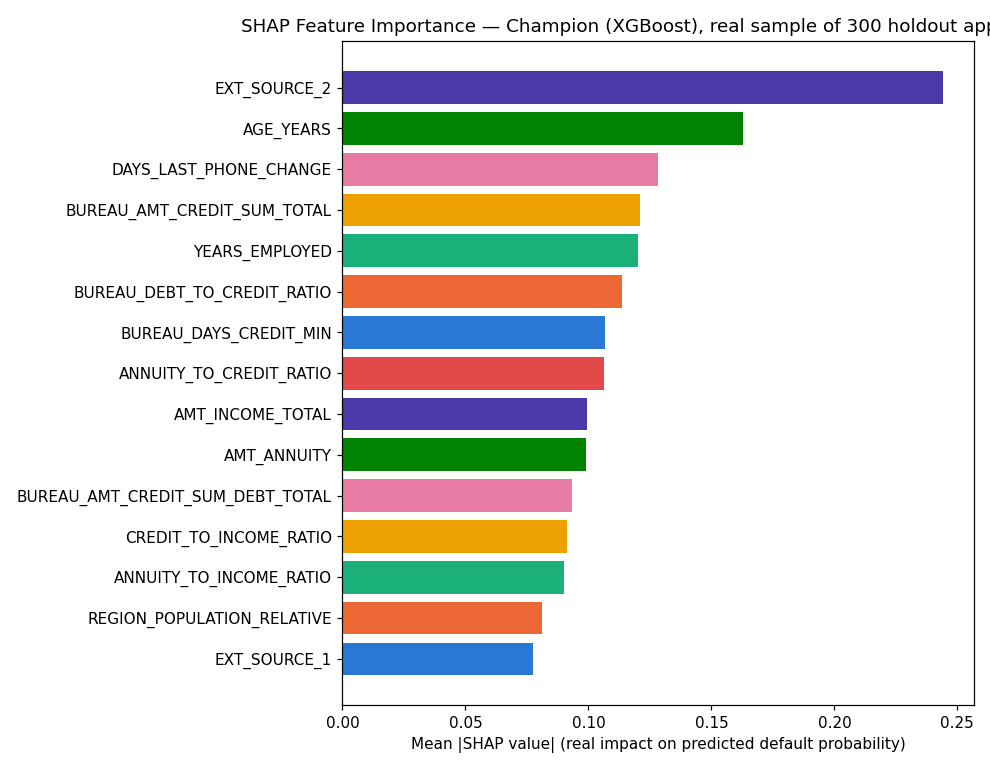 SHAP Feature Importance — Champion (XGBoost), real sample of 300 holdout app
EXT_SOURCE_2
AGE_YEARS
DAYS_LAST_PHONE_CHANGE
BUREAU_AMT_CREDIT_SUM_TOTAL
YEARS_EMPLOYED
BUREAU_DEBT_TO_CREDIT_RATIO
BUREAU_DAYS_CREDIT_MIN
ANNUITY_TO_CREDIT_RATIO
AMT_INCOME_TOTAL
AMT_ANNUITY
BUREAU_AMT_CREDIT_SUM_DEBT_TOTAL
CREDIT_TO_INCOME_RATIO
ANNUITY_TO_INCOME_RATIO
REGION_POPULATION_RELATIVE
EXT_SOURCE_1
0.00 0.05 0.10 0.15 0.20 0.25
Mean |SHAP value| (real impact on predicted default probability)